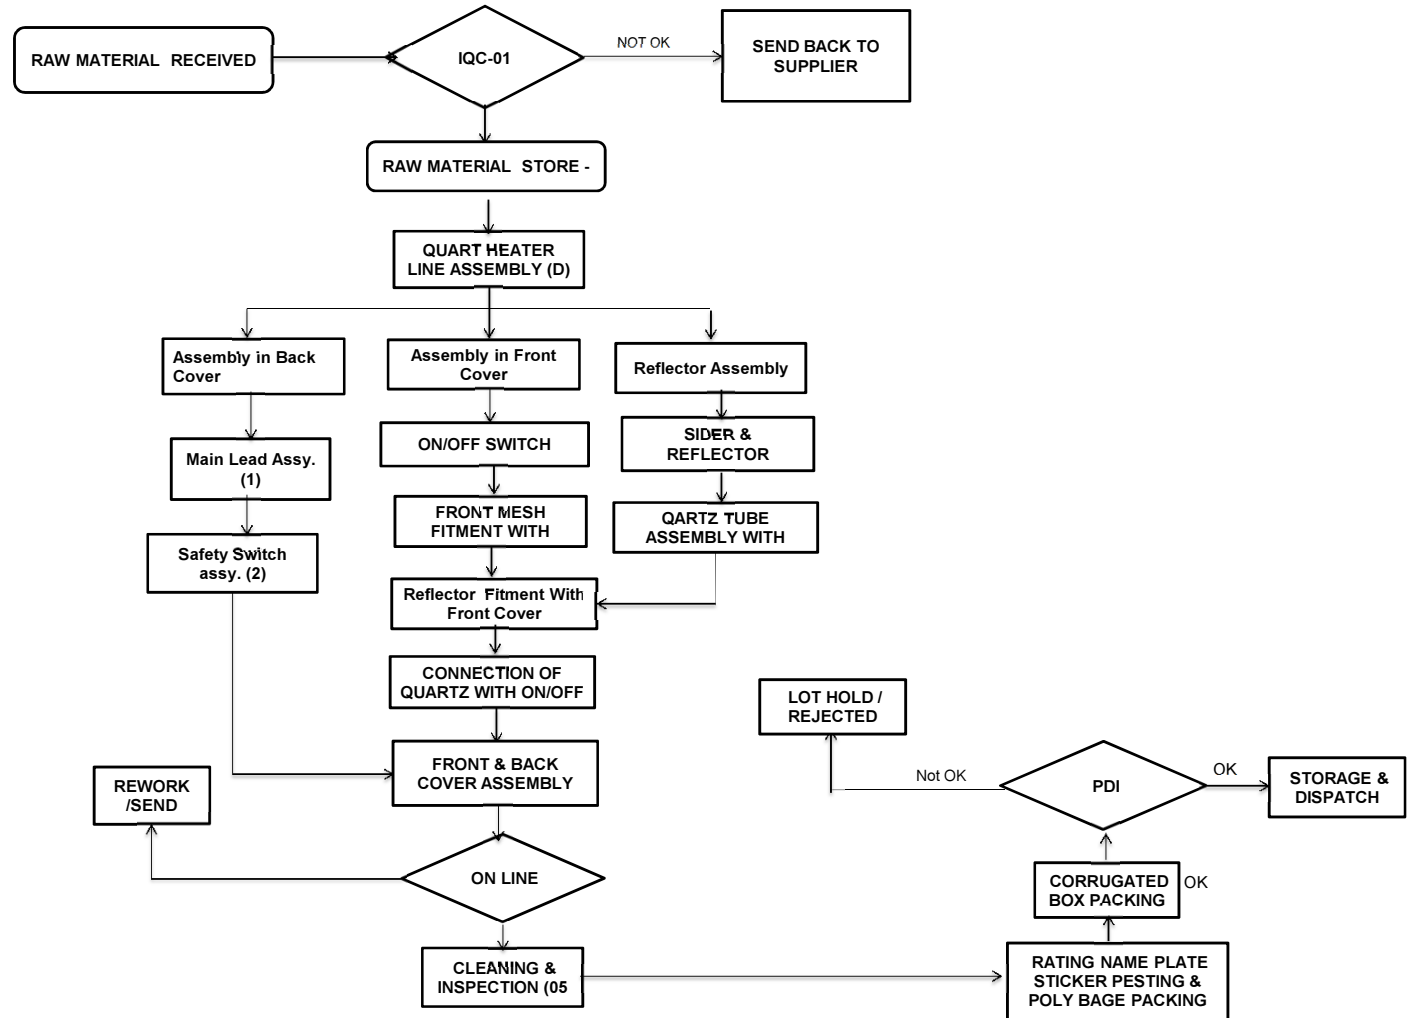 RAW MATERIAL RECEIVED
IQC-01
NOT OK
SEND BACK TO
SUPPLIER
RAW MATERIAL STORE -
QUART HEATER
LINE ASSEMBLY (D)
Assembly in Back
Cover
Assembly in Front
Cover
Reflector Assembly
Main Lead Assy.
(1)
ON/OFF SWITCH
SIDER &
REFLECTOR
Safety Switch
assy. (2)
FRONT MESH
FITMENT WITH
QARTZ TUBE
ASSEMBLY WITH
Reflector Fitment With
Front Cover
CONNECTION OF
QUARTZ WITH ON/OFF
FRONT & BACK
COVER ASSEMBLY
REWORK
/SEND
ON LINE
CLEANING &
INSPECTION (05
LOT HOLD /
REJECTED
Not OK
PDI
OK
STORAGE &
DISPATCH
CORRUGATED
BOX PACKING
OK
RATING NAME PLATE
STICKER PESTING &
POLY BAGE PACKING